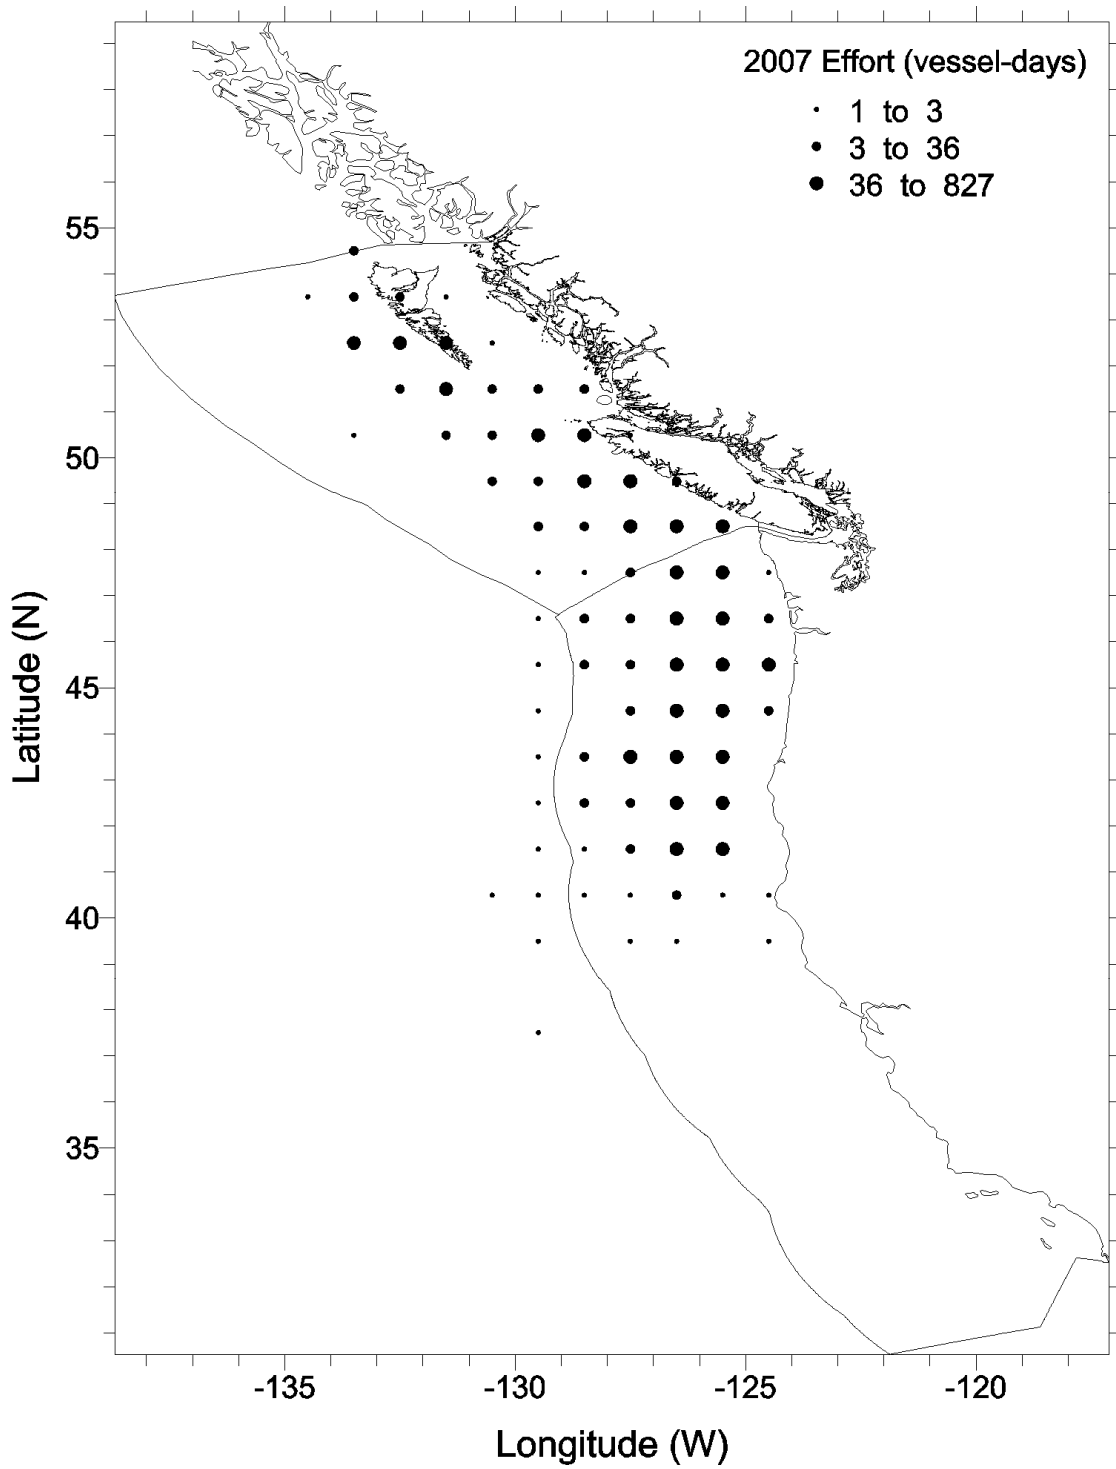 2007 Effort (vessel-days)
1 to 3
3 to 36
36 to 827
55
50
45
40
35
Latitude (N)
-135 -130 -125 -120
Longitude (W)